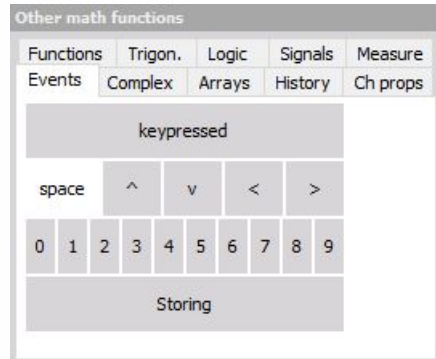 Other math functions
Functions Trigon. Logic Signals Measure
Events Complex Arrays History Ch props
keypressed
space ^ v < >
0 1 2 3 4 5 6 7 8 9
Storing